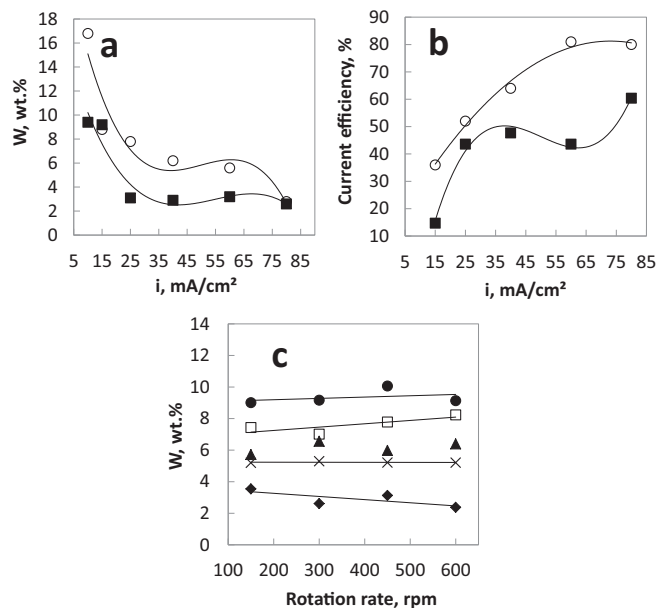 a
W, wt.%
18
16
14
12
10
8
6
4
2
0
5 15 25 35 45 55 65 75 85
i, mA/cm²
b
Current efficiency, %
90
80
70
60
50
40
30
20
10
5 15 25 35 45 55 65 75 85
i, mA/cm²
c
W, wt.%
14
12
10
8
6
4
2
0
100 200 300 400 500 600
Rotation rate, rpm